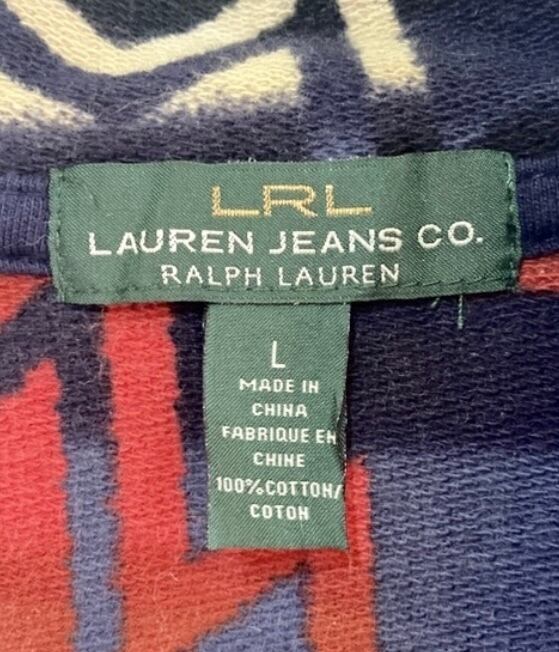 LRL
LAUREN JEANS CO.
RALPH LAUREN
L
MADE IN
CHINA
FABRIQUE EN
CHINE
100%COTTON/
COTON